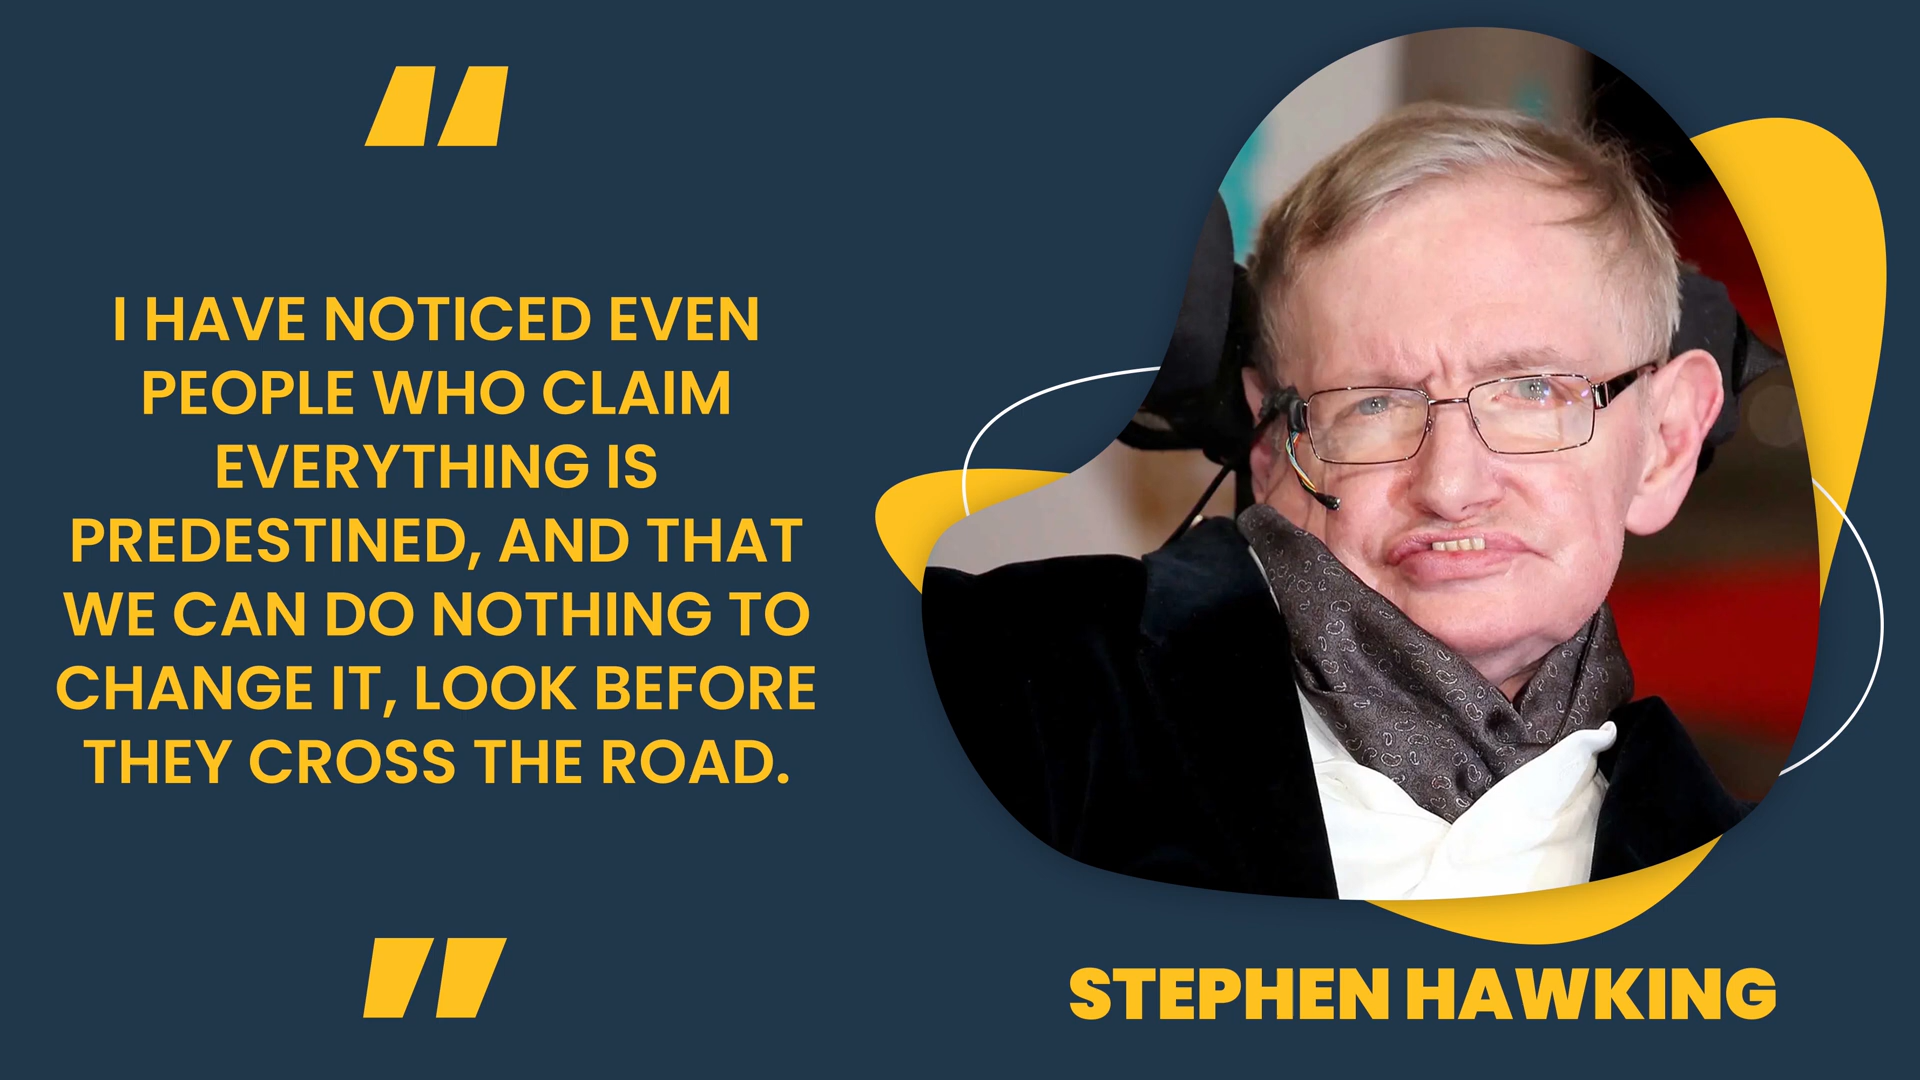 I HAVE NOTICED EVEN
PEOPLE WHO CLAIM
EVERYTHING IS
PREDESTINED, AND THAT
WE CAN DO NOTHING TO
CHANGE IT, LOOK BEFORE
THEY CROSS THE ROAD.
STEPHEN HAWKING